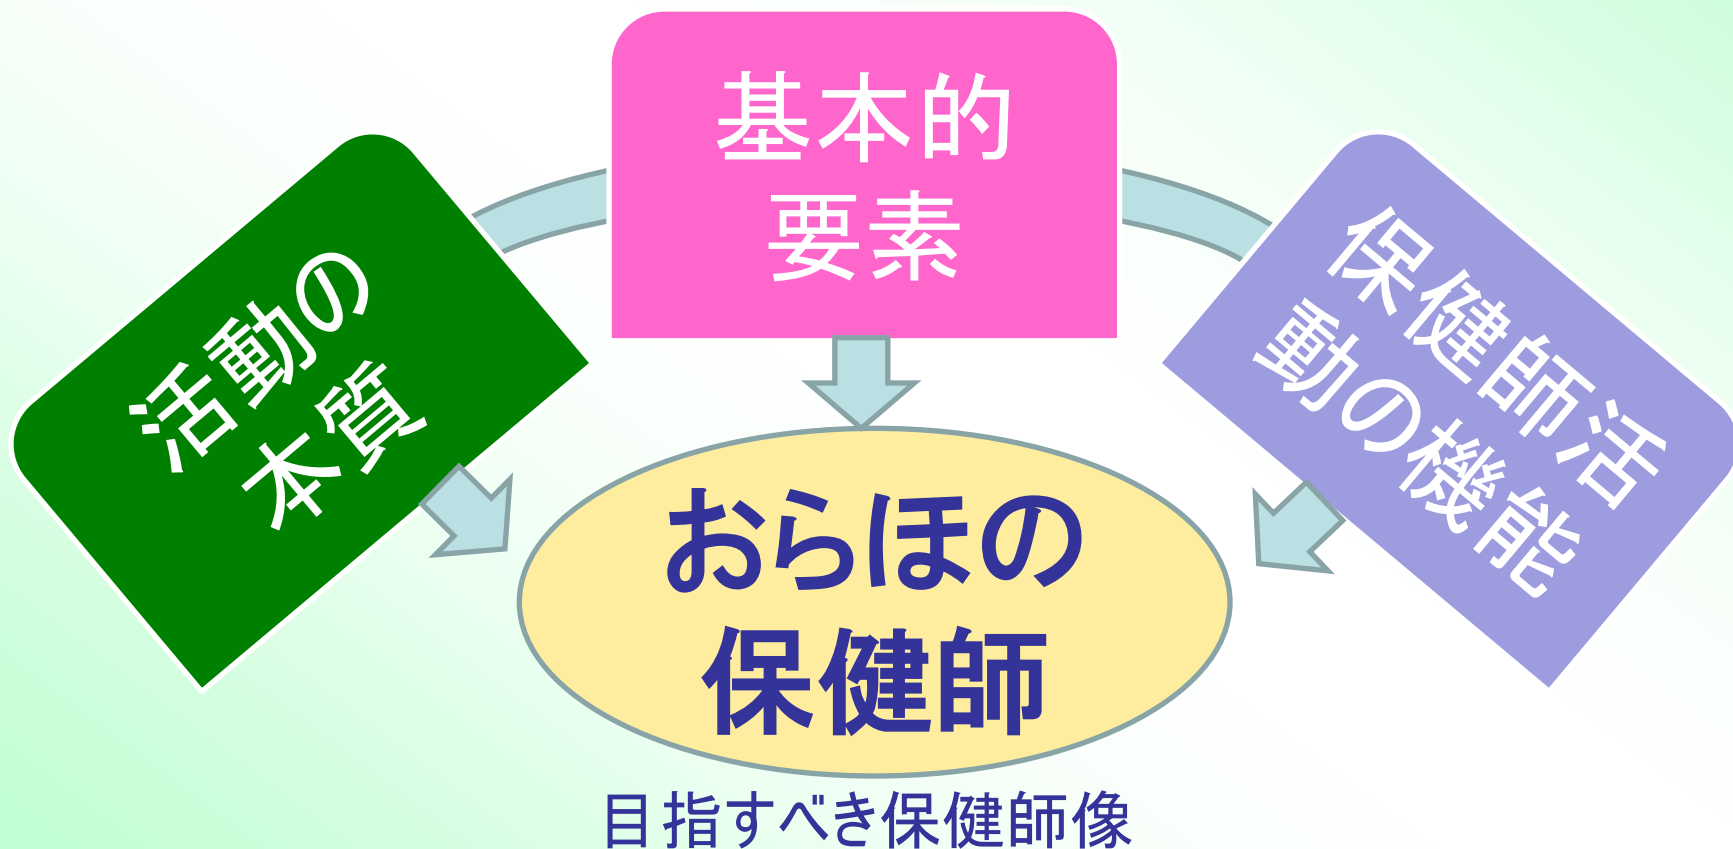 基本的
要素
活動の
本質
保健師活
動の機能
おらほの
保健師
目指すべき保健師像